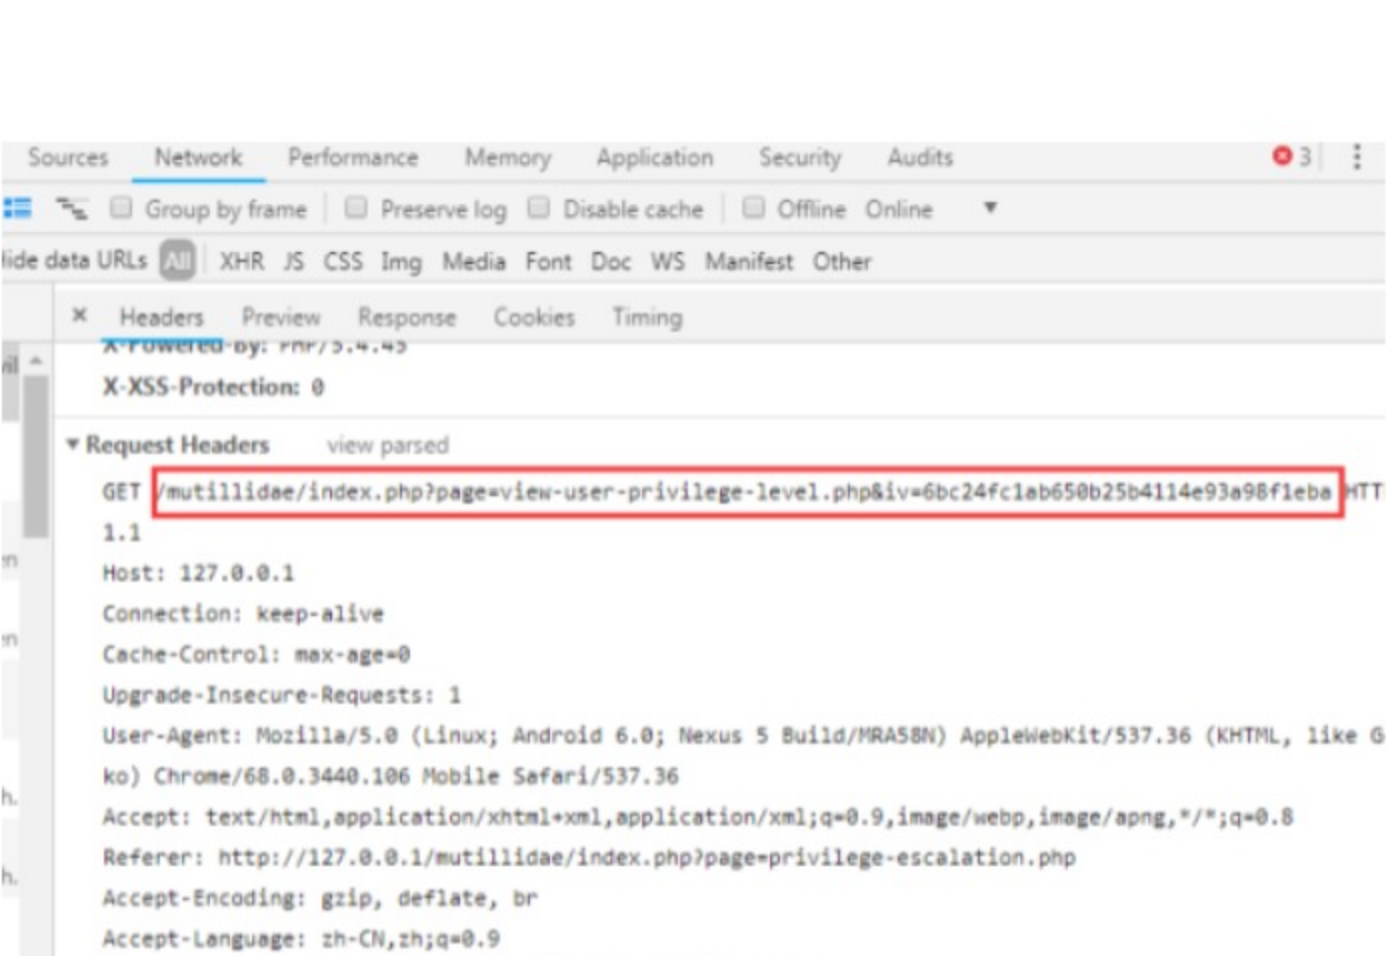 Sources Network Performance Memory Application Security Audits 3
Group by frame Preserve log Disable cache Offline Online
Hide data URLs All XHR JS CSS Img Media Font Doc WS Manifest Other
× Headers Preview Response Cookies Timing
X-Powered-By: PHP/5.4.45
X-XSS-Protection: 0
Request Headers view parsed
GET /mutillidae/index.php?page=view-user-privilege-level.php&iv=6bc24fc1ab650b25b4114e93a98f1eba HTT
1.1
Host: 127.0.0.1
Connection: keep-alive
Cache-Control: max-age=0
Upgrade-Insecure-Requests: 1
User-Agent: Mozilla/5.0 (Linux; Android 6.0; Nexus 5 Build/MRA58N) AppleWebKit/537.36 (KHTML, like G
ko) Chrome/68.0.3440.106 Mobile Safari/537.36
Accept: text/html,application/xhtml+xml,application/xml;q=0.9,image/webp,image/apng,*/*;q=0.8
Referer: http://127.0.0.1/mutillidae/index.php?page=privilege-escalation.php
Accept-Encoding: gzip, deflate, br
Accept-Language: zh-CN,zh;q=0.9